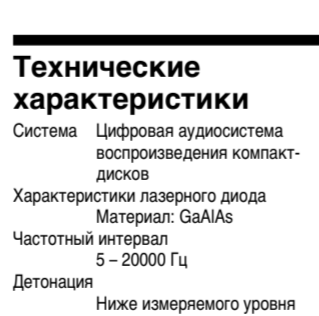 Технические
характеристики
Система Цифровая аудиосистема
воспроизведения компакт-
дисков
Характеристики лазерного диода
Материал: GaAlAs
Частотный интервал
5 – 20000 Гц
Детонация
Ниже измеряемого уровня